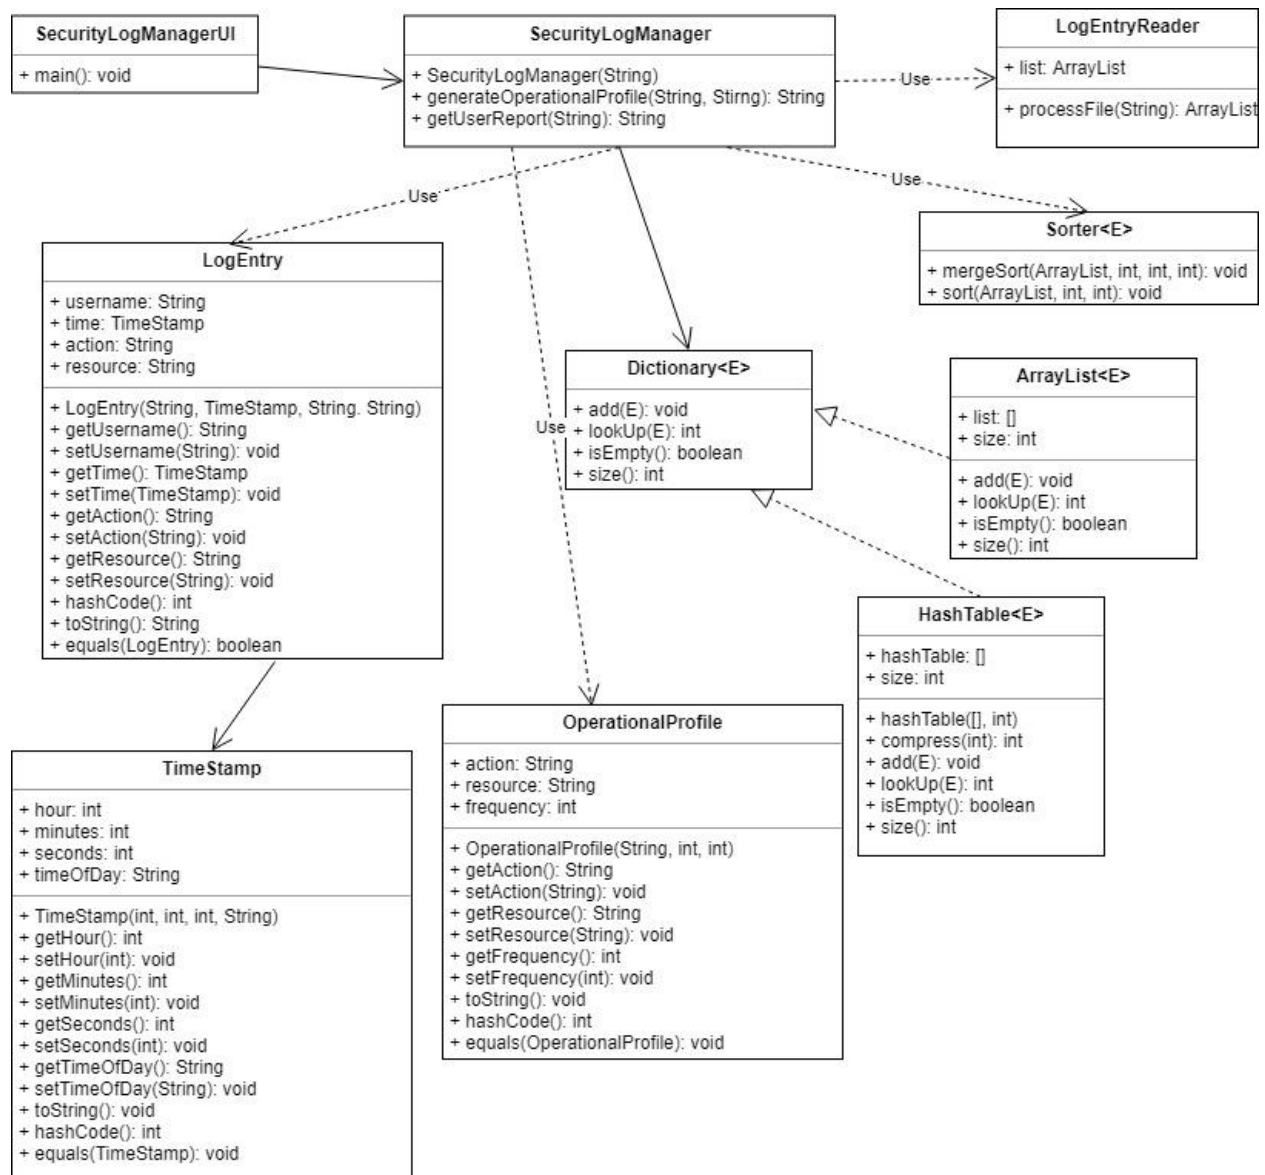 SecurityLogManagerUI
+ main(): void
SecurityLogManager
+ SecurityLogManager(String)
+ generateOperationalProfile(String, Stirng): String
+ getUserReport(String): String
Use
LogEntryReader
+ list: ArrayList
+ processFile(String): ArrayList
Use
Use
Sorter<E>
+ mergeSort(ArrayList, int, int, int): void
+ sort(ArrayList, int, int): void
LogEntry
+ username: String
+ time: TimeStamp
+ action: String
+ resource: String
+ LogEntry(String, TimeStamp, String. String)
+ getUsername(): String
+ setUsername(String): void
+ getTime(): TimeStamp
+ setTime(TimeStamp): void
+ getAction(): String
+ setAction(String): void
+ getResource(): String
+ setResource(String): void
+ hashCode(): int
+ toString(): String
+ equals(LogEntry): boolean
Use
Dictionary<E>
+ add(E): void
+ lookUp(E): int
+ isEmpty(): boolean
+ size(): int
ArrayList<E>
+ list: []
+ size: int
+ add(E): void
+ lookUp(E): int
+ isEmpty(): boolean
+ size(): int
HashTable<E>
+ hashTable: []
+ size: int
+ hashTable([], int)
+ compress(int): int
+ add(E): void
+ lookUp(E): int
+ isEmpty(): boolean
+ size(): int
OperationalProfile
+ action: String
+ resource: String
+ frequency: int
+ OperationalProfile(String, int, int)
+ getAction(): String
+ setAction(String): void
+ getResource(): String
+ setResource(String): void
+ getFrequency(): int
+ setFrequency(int): void
+ toString(): void
+ hashCode(): int
+ equals(OperationalProfile): void
TimeStamp
+ hour: int
+ minutes: int
+ seconds: int
+ timeOfDay: String
+ TimeStamp(int, int, int, String)
+ getHour(): int
+ setHour(int): void
+ getMinutes(): int
+ setMinutes(int): void
+ getSeconds(): int
+ setSeconds(int): void
+ getTimeOfDay(): String
+ setTimeOfDay(String): void
+ toString(): void
+ hashCode(): int
+ equals(TimeStamp): void